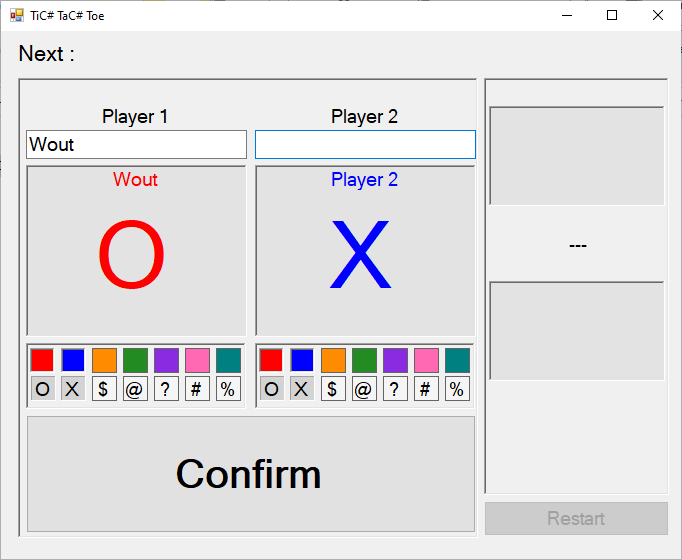 TiC# TaC# Toe
Next :
Player 1 Player 2
Wout
Wout Player 2
O X
O X $ @ ? # % O X $ @ ? # %
Confirm
---
Restart